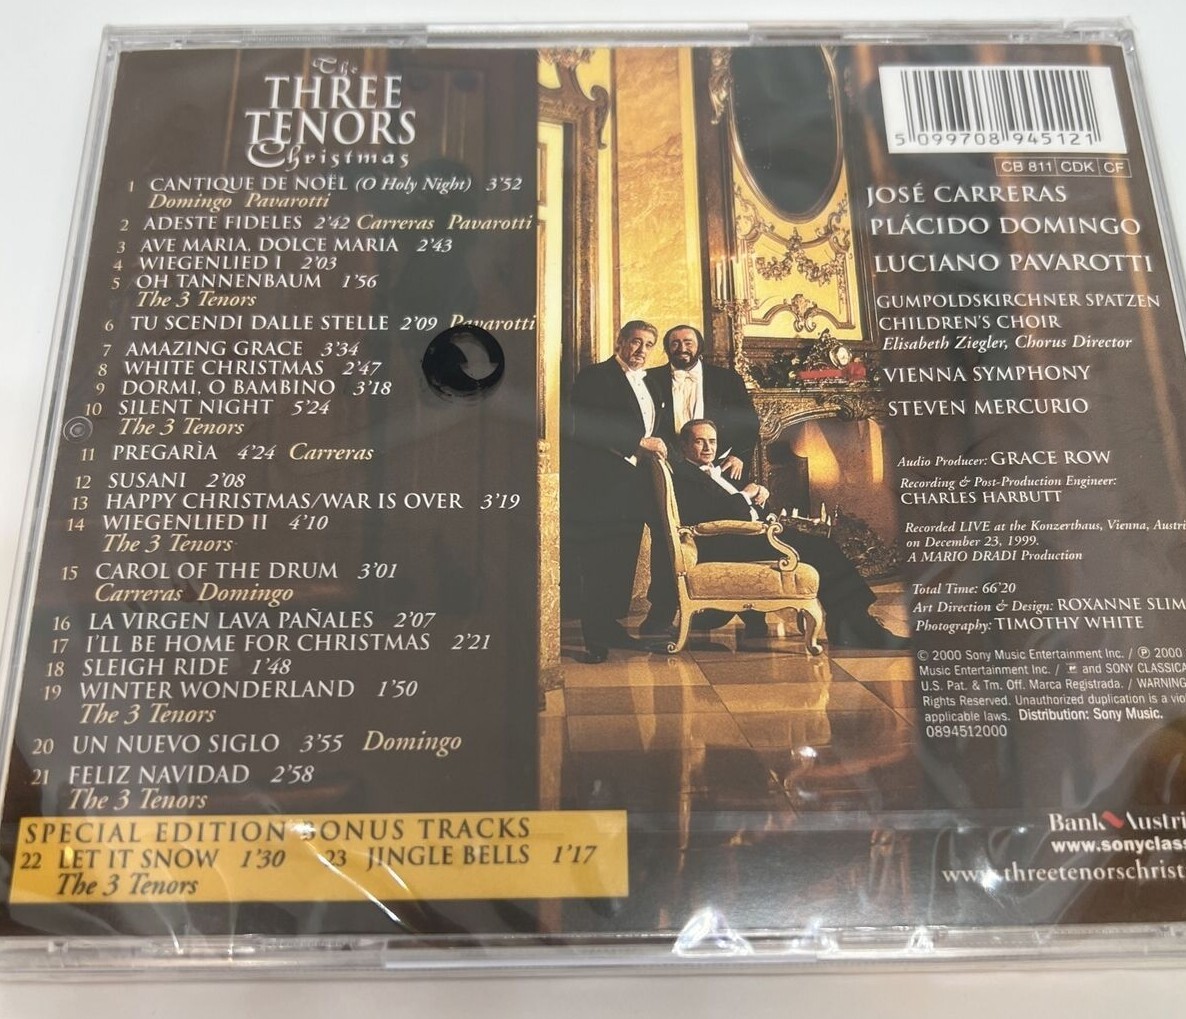 The
THREE
TENORS
Christmas
1 CANTIQUE DE NOËL (O Holy Night) 3'52
Domingo Pavarotti
2 ADESTE FIDELES 2'42 Carreras Pavarotti
3 AVE MARIA, DOLCE MARIA 2'43
4 WIEGENLIED I 2'03
5 OH TANNENBAUM 1'56
The 3 Tenors
6 TU SCENDI DALLE STELLE 2'09 Pavarotti
7 AMAZING GRACE 3'34
8 WHITE CHRISTMAS 2'47
9 DORMI, O BAMBINO 3'18
10 SILENT NIGHT 5'24
The 3 Tenors
11 PREGARÌA 4'24 Carreras
12 SUSANI 2'08
13 HAPPY CHRISTMAS/WAR IS OVER 3'19
14 WIEGENLIED II 4'10
The 3 Tenors
15 CAROL OF THE DRUM 3'01
Carreras Domingo
16 LA VIRGEN LAVA PAÑALES 2'07
17 I'LL BE HOME FOR CHRISTMAS 2'21
18 SLEIGH RIDE 1'48
19 WINTER WONDERLAND 1'50
The 3 Tenors
20 UN NUEVO SIGLO 3'55 Domingo
21 FELIZ NAVIDAD 2'58
The 3 Tenors
SPECIAL EDITION BONUS TRACKS
22 LET IT SNOW 1'30 23 JINGLE BELLS 1'17
The 3 Tenors
5 099708 945121
CB 811 CDK CF
JOSÉ CARRERAS
PLÁCIDO DOMINGO
LUCIANO PAVAROTTI
GUMPOLDSKIRCHNER SPATZEN
CHILDREN'S CHOIR
Elisabeth Ziegler, Chorus Director
VIENNA SYMPHONY
STEVEN MERCURIO
Audio Producer: GRACE ROW
Recording & Post-Production Engineer:
CHARLES HARBUTT
Recorded LIVE at the Konzerthaus, Vienna, Austri
on December 23, 1999.
A MARIO DRADI Production
Total Time: 66'20
Art Direction & Design: ROXANNE SLIM
Photography: TIMOTHY WHITE
© 2000 Sony Music Entertainment Inc. / ℗ 2000
Music Entertainment Inc. / and SONY CLASSICA
U.S. Pat. & Tm. Off. Marca Registrada. / WARNING
Rights Reserved. Unauthorized duplication is a vio
applicable laws. Distribution: Sony Music.
0894512000
Bank Austri
www.sonyclass
www.threetenorschrist